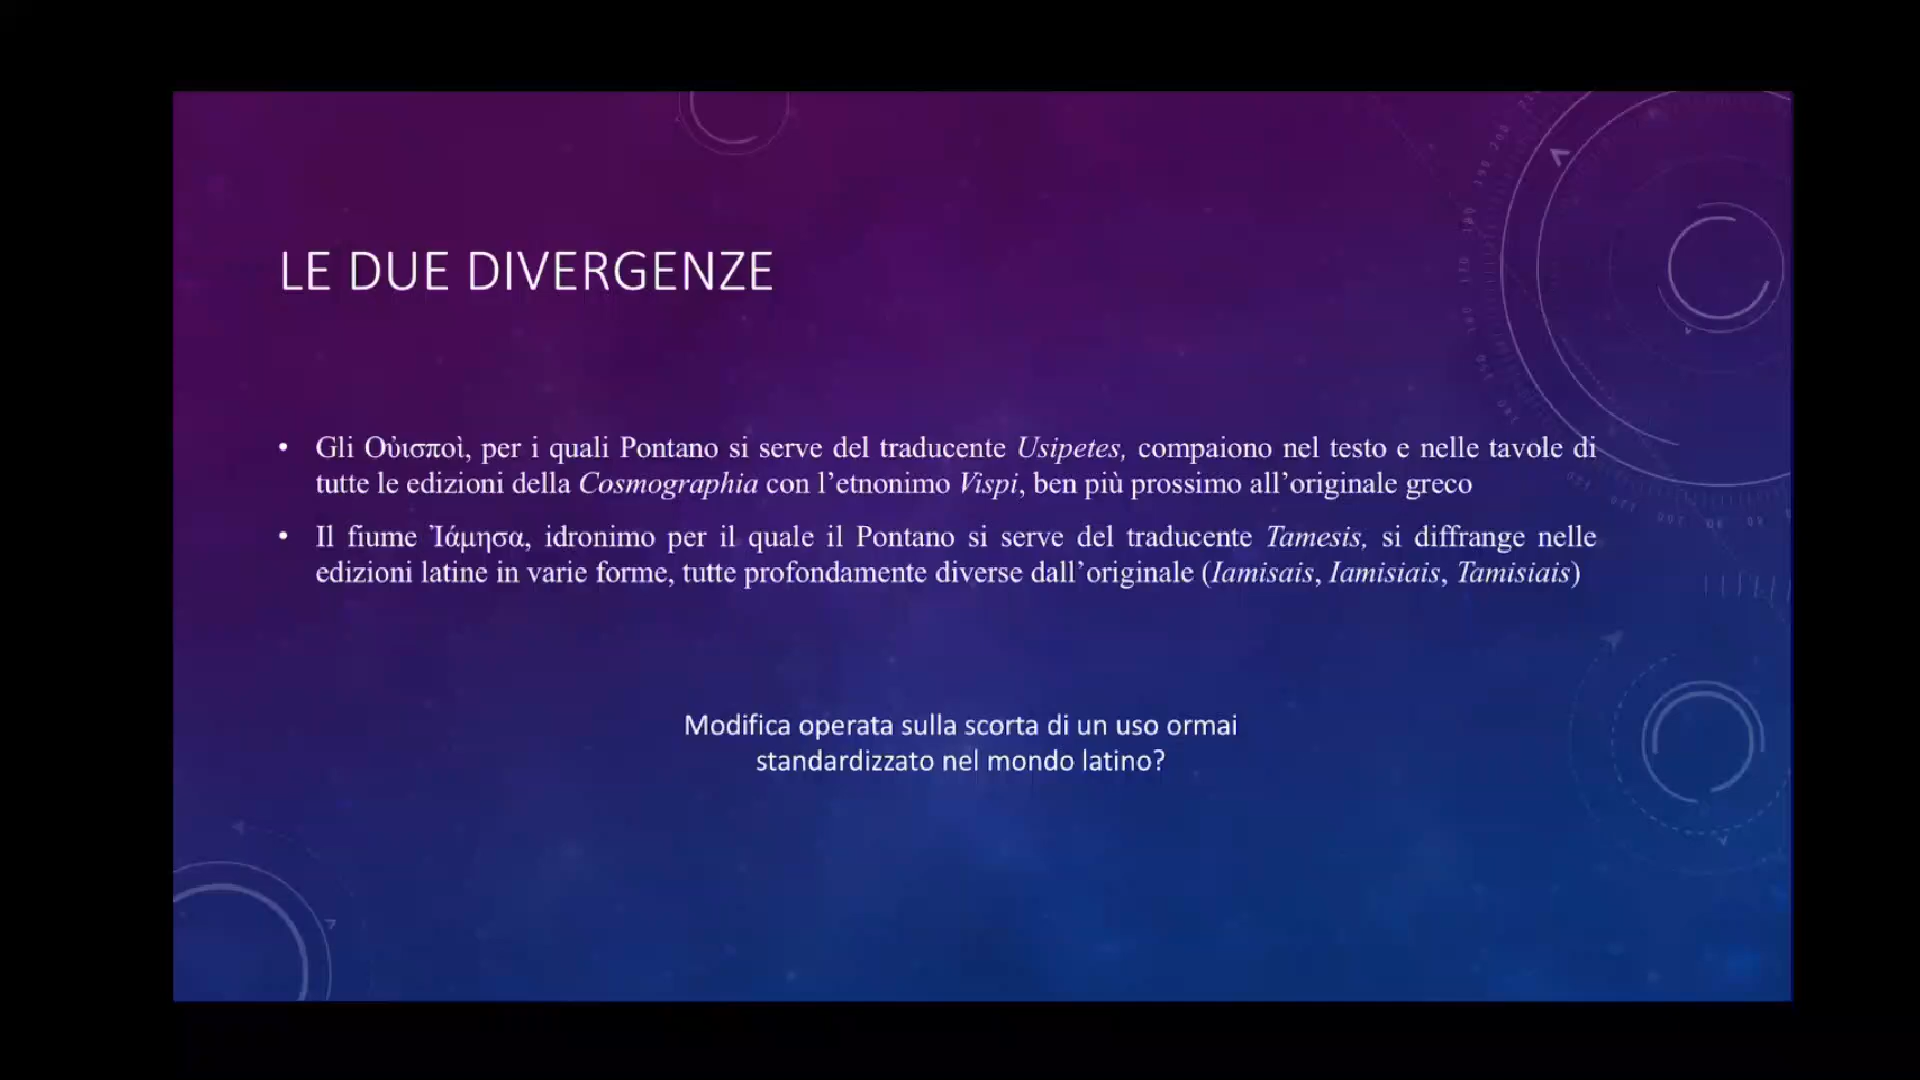 LE DUE DIVERGENZE
• Gli Οὐισποὶ, per i quali Pontano si serve del traducente Usipetes, compaiono nel testo e nelle tavole di
tutte le edizioni della Cosmographia con l’etnonimo Vispi, ben più prossimo all’originale greco
• Il fiume Ἰάμησα, idronimo per il quale il Pontano si serve del traducente Tamesis, si diffrange nelle
edizioni latine in varie forme, tutte profondamente diverse dall’originale (Iamisais, Iamisiais, Tamisiais)
Modifica operata sulla scorta di un uso ormai
standardizzato nel mondo latino?